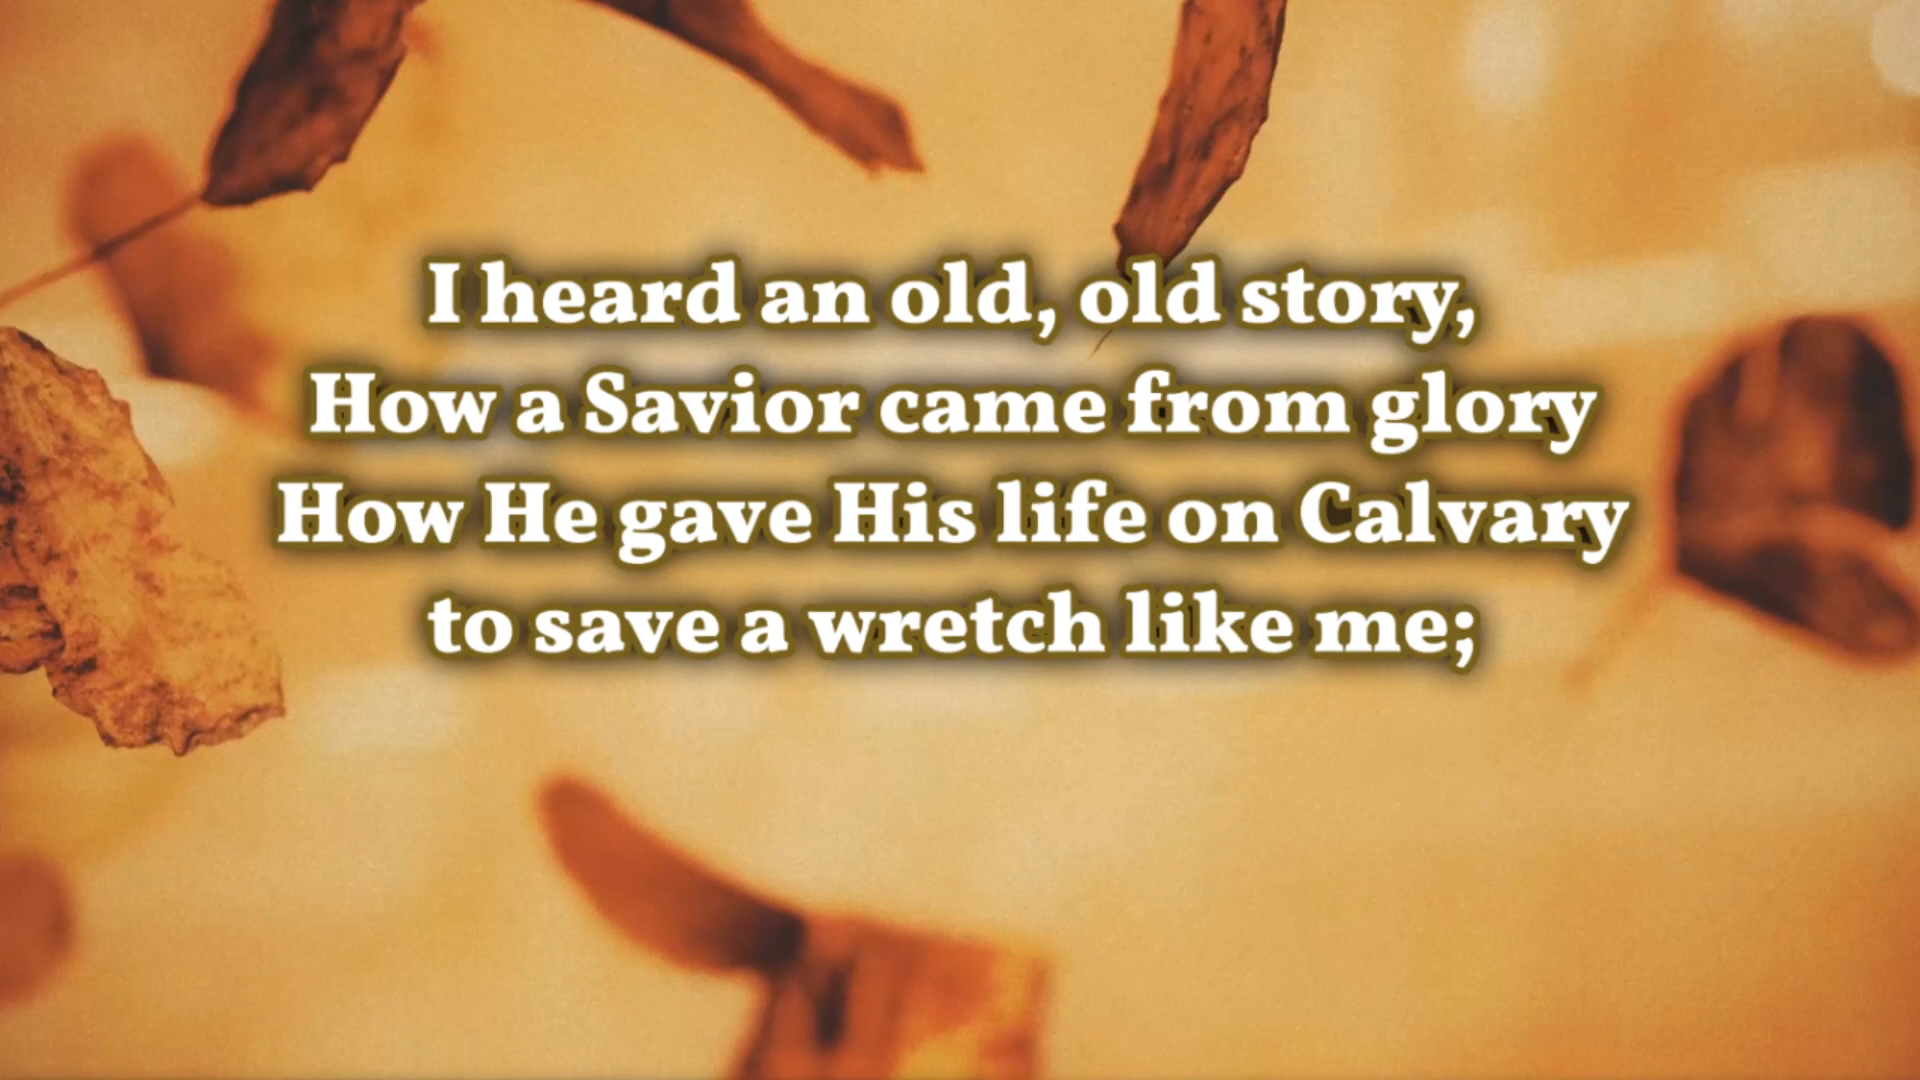 I heard an old, old story,
How a Savior came from glory
How He gave His life on Calvary
to save a wretch like me;